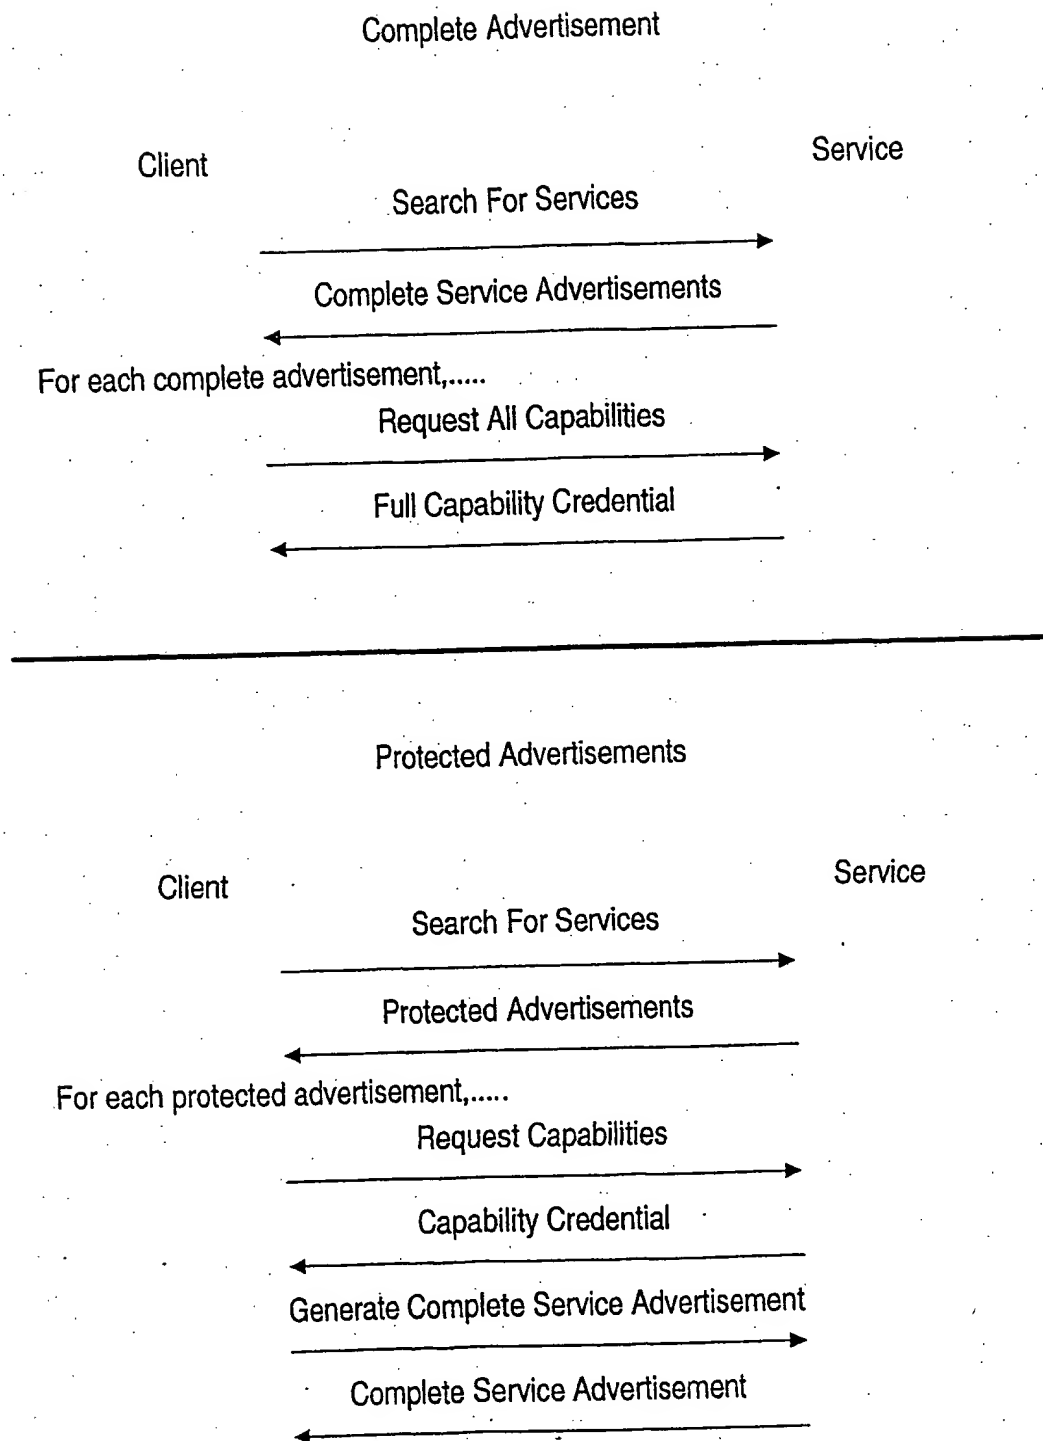 Complete Advertisement
Client
Service
Search For Services
Complete Service Advertisements
For each complete advertisement,.....
Request All Capabilities
Full Capability Credential
Protected Advertisements
Client
Service
Search For Services
Protected Advertisements
For each protected advertisement,.....
Request Capabilities
Capability Credential
Generate Complete Service Advertisement
Complete Service Advertisement